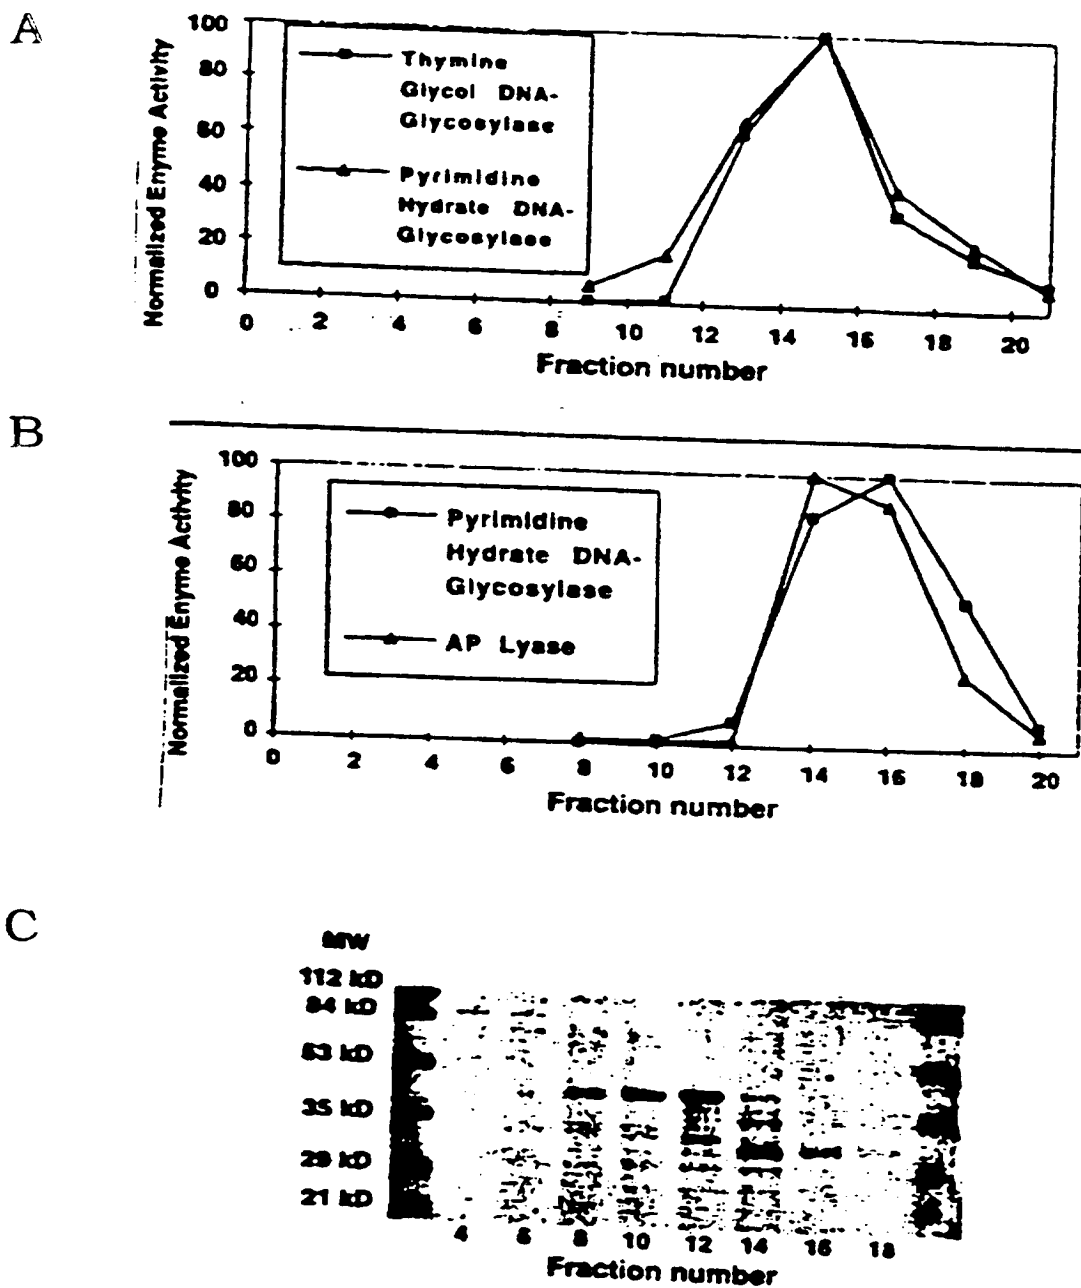 A
100
80
60
40
20
0
Normalized Enyme Activity
Thymine
Glycol DNA-
Glycosylase
Pyrimidine
Hydrate DNA-
Glycosylase
0 2 4 6 8 10 12 14 16 18 20
Fraction number
B
100
80
60
40
20
0
Normalized Enyme Activity
Pyrimidine
Hydrate DNA-
Glycosylase
AP Lyase
0 2 4 6 8 10 12 14 16 18 20
Fraction number
C
MW
112 kD
84 kD
53 kD
35 kD
29 kD
21 kD
4 6 8 10 12 14 16 18
Fraction number